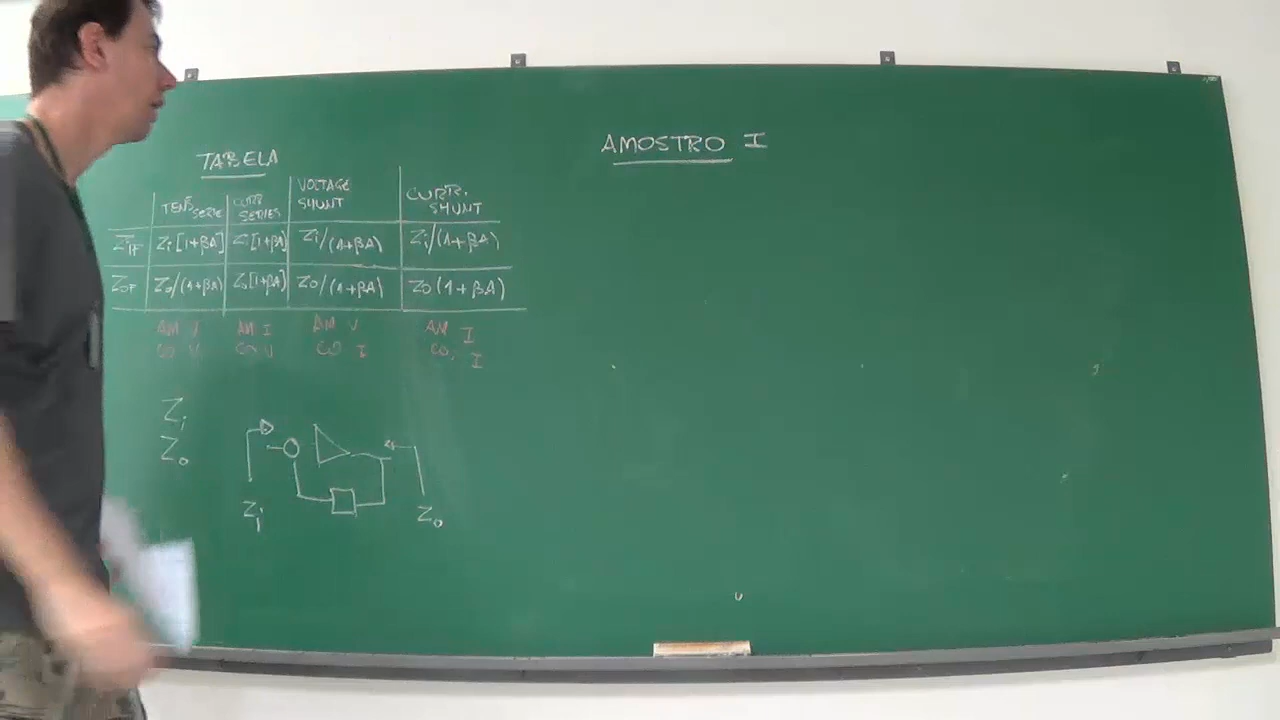 TABELA
TENS. SERIE | CURR SERIES | VOLTAGE SHUNT | CURR. SHUNT
ZIF | Zi[1+βA] | Zi[1+βA] | Zi/(1+βA) | Zi/(1+βA)
ZOF | Zo/(1+βA) | Zo[1+βA] | Zo/(1+βA) | Zo(1+βA)
AM V | AM I | AM V | AM I
CO V | CO V | CO I | CO. I
Zi
Zo
Zi
Zo
AMOSTRO I